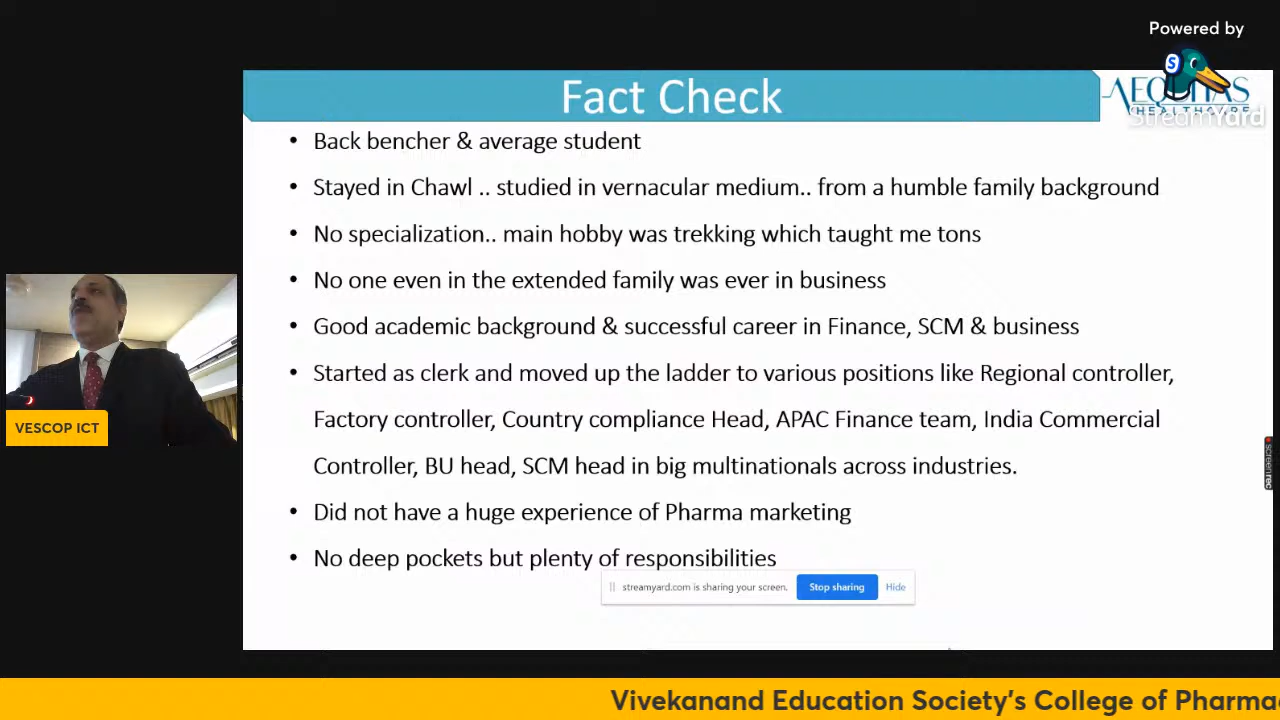 Powered by
StreamYard
Fact Check
AEQUITAS
HEALTHCARE
• Back bencher & average student
• Stayed in Chawl .. studied in vernacular medium.. from a humble family background
• No specialization.. main hobby was trekking which taught me tons
• No one even in the extended family was ever in business
• Good academic background & successful career in Finance, SCM & business
• Started as clerk and moved up the ladder to various positions like Regional controller,
Factory controller, Country compliance Head, APAC Finance team, India Commercial
Controller, BU head, SCM head in big multinationals across industries.
• Did not have a huge experience of Pharma marketing
• No deep pockets but plenty of responsibilities
streamyard.com is sharing your screen. Stop sharing Hide
VESCOP ICT
screenrec
Vivekanand Education Society's College of Pharma